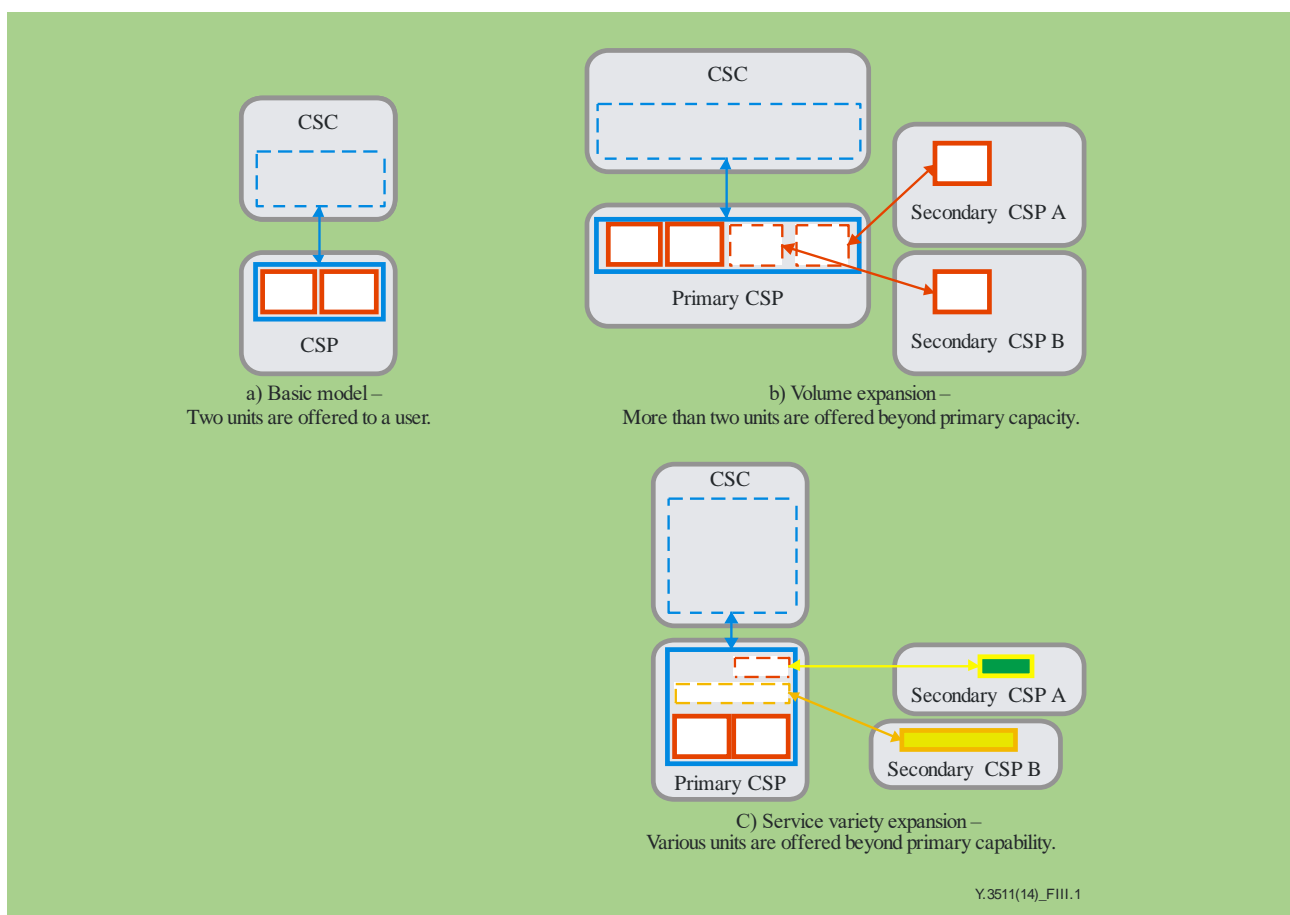 CSC
CSP
a) Basic model –
Two units are offered to a user.
CSC
Primary CSP
Secondary CSP A
Secondary CSP B
b) Volume expansion –
More than two units are offered beyond primary capacity.
CSC
Primary CSP
Secondary CSP A
Secondary CSP B
C) Service variety expansion –
Various units are offered beyond primary capability.
Y.3511(14)_FIII.1